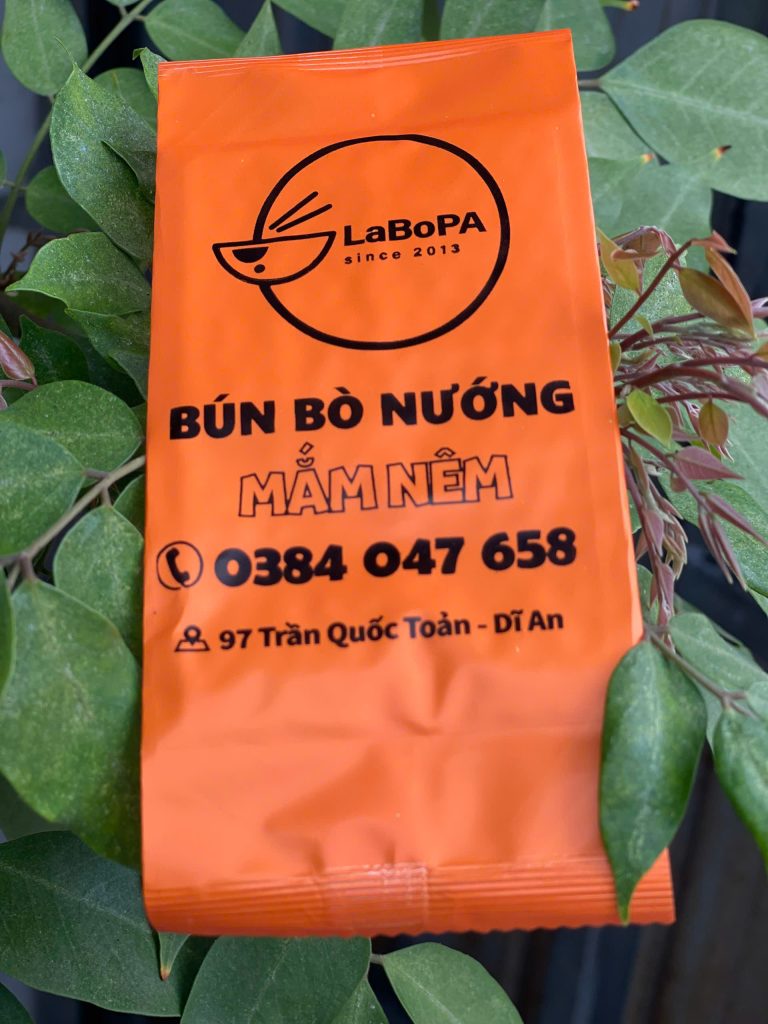 LaBoPA
since 2013
BÚN BÒ NƯỚNG
MẮM NÊM
0384 047 658
97 Trần Quốc Toản - Dĩ An